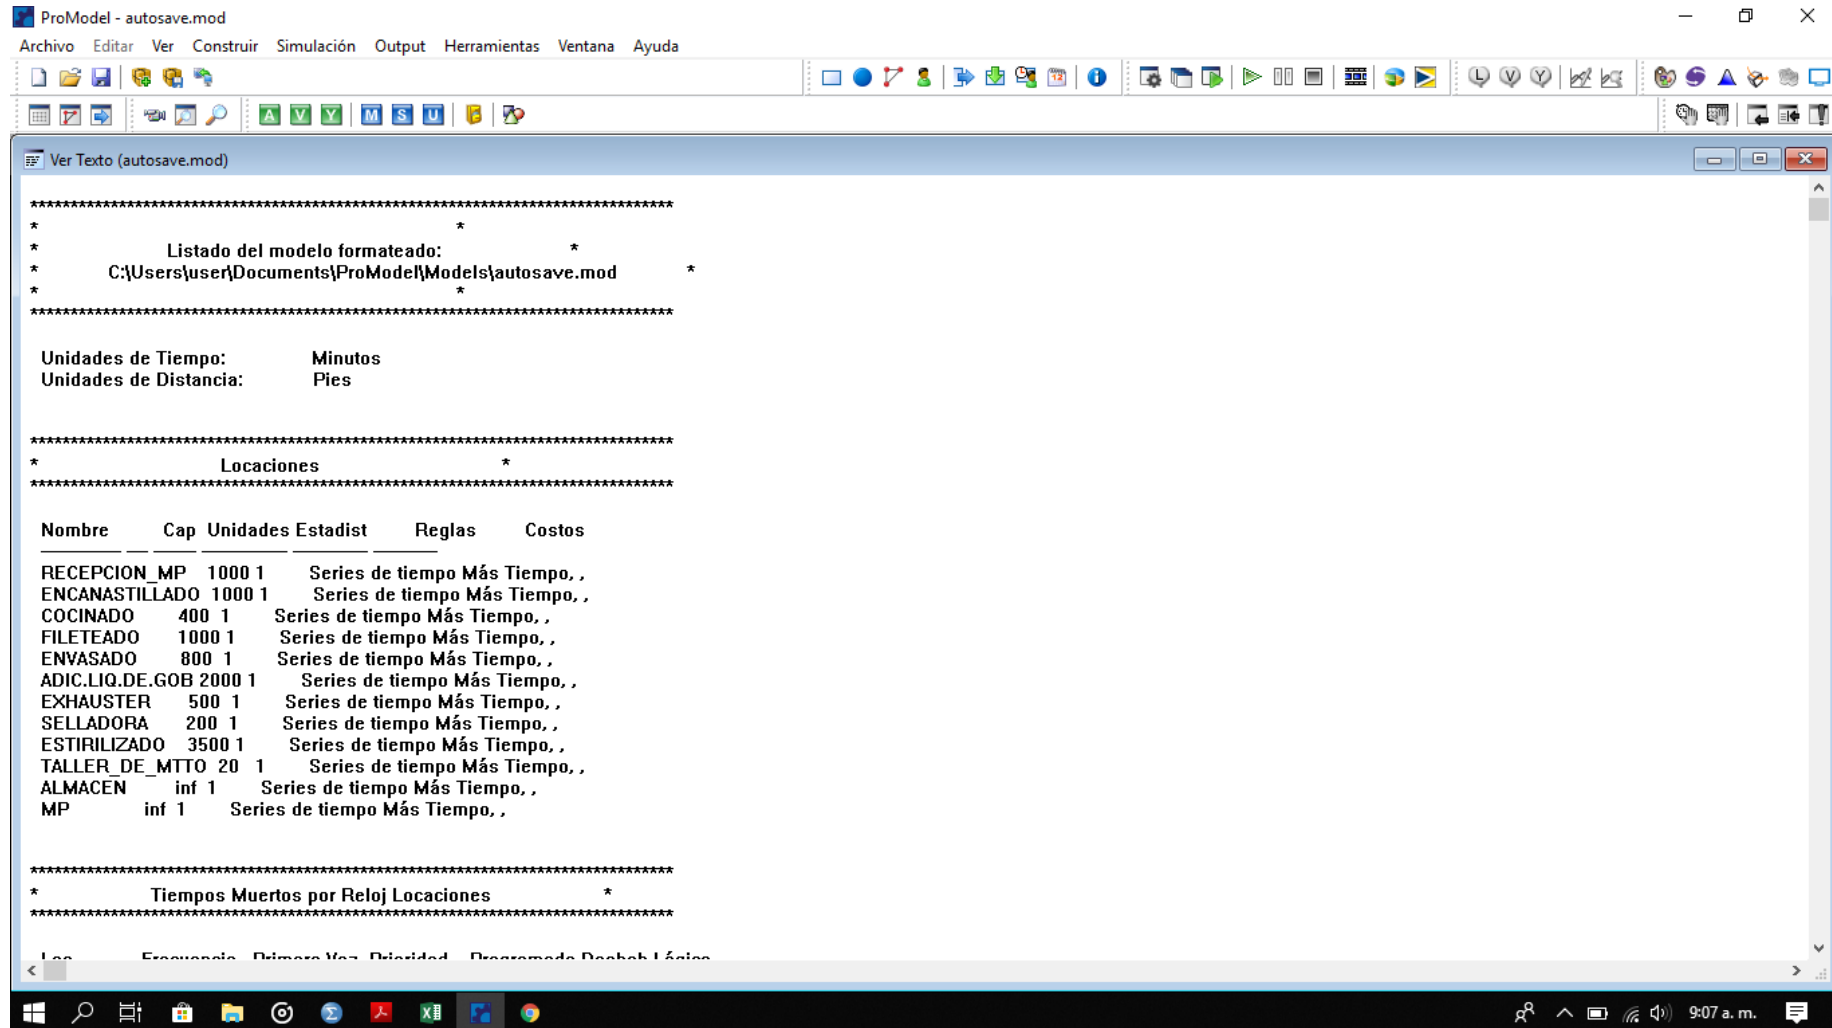 ProModel - autosave.mod
Archivo Editar Ver Construir Simulación Output Herramientas Ventana Ayuda
Ver Texto (autosave.mod)
********************************************************************************
* *
* Listado del modelo formateado: *
* C:\Users\user\Documents\ProModel\Models\autosave.mod *
* *
********************************************************************************
Unidades de Tiempo: Minutos
Unidades de Distancia: Pies
********************************************************************************
* Locaciones *
********************************************************************************
Nombre Cap Unidades Estadist Reglas Costos
RECEPCION_MP 1000 1 Series de tiempo Más Tiempo, ,
ENCANASTILLADO 1000 1 Series de tiempo Más Tiempo, ,
COCINADO 400 1 Series de tiempo Más Tiempo, ,
FILETEADO 1000 1 Series de tiempo Más Tiempo, ,
ENVASADO 800 1 Series de tiempo Más Tiempo, ,
ADIC.LIQ.DE.GOB 2000 1 Series de tiempo Más Tiempo, ,
EXHAUSTER 500 1 Series de tiempo Más Tiempo, ,
SELLADORA 200 1 Series de tiempo Más Tiempo, ,
ESTIRILIZADO 3500 1 Series de tiempo Más Tiempo, ,
TALLER_DE_MTTO 20 1 Series de tiempo Más Tiempo, ,
ALMACEN inf 1 Series de tiempo Más Tiempo, ,
MP inf 1 Series de tiempo Más Tiempo, ,
********************************************************************************
* Tiempos Muertos por Reloj Locaciones *
********************************************************************************
Loc Frecuencia Primera Vez Prioridad Programado Lógica
9:07 a. m.